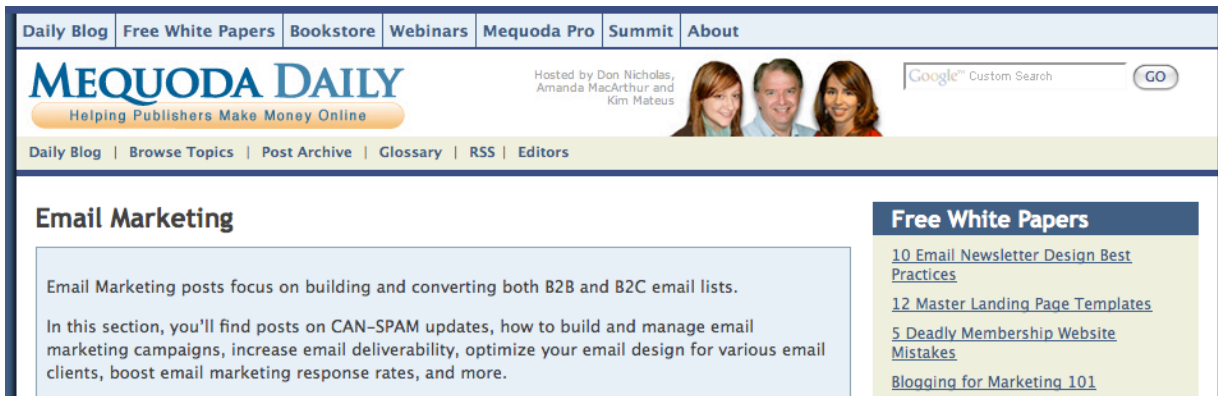 Daily Blog Free White Papers Bookstore Webinars Mequoda Pro Summit About
MEQUODA DAILY
Helping Publishers Make Money Online
Hosted by Don Nicholas,
Amanda MacArthur and
Kim Mateus
Google™ Custom Search GO
Daily Blog | Browse Topics | Post Archive | Glossary | RSS | Editors
Email Marketing
Email Marketing posts focus on building and converting both B2B and B2C email lists.
In this section, you'll find posts on CAN-SPAM updates, how to build and manage email
marketing campaigns, increase email deliverability, optimize your email design for various email
clients, boost email marketing response rates, and more.
Free White Papers
10 Email Newsletter Design Best
Practices
12 Master Landing Page Templates
5 Deadly Membership Website
Mistakes
Blogging for Marketing 101